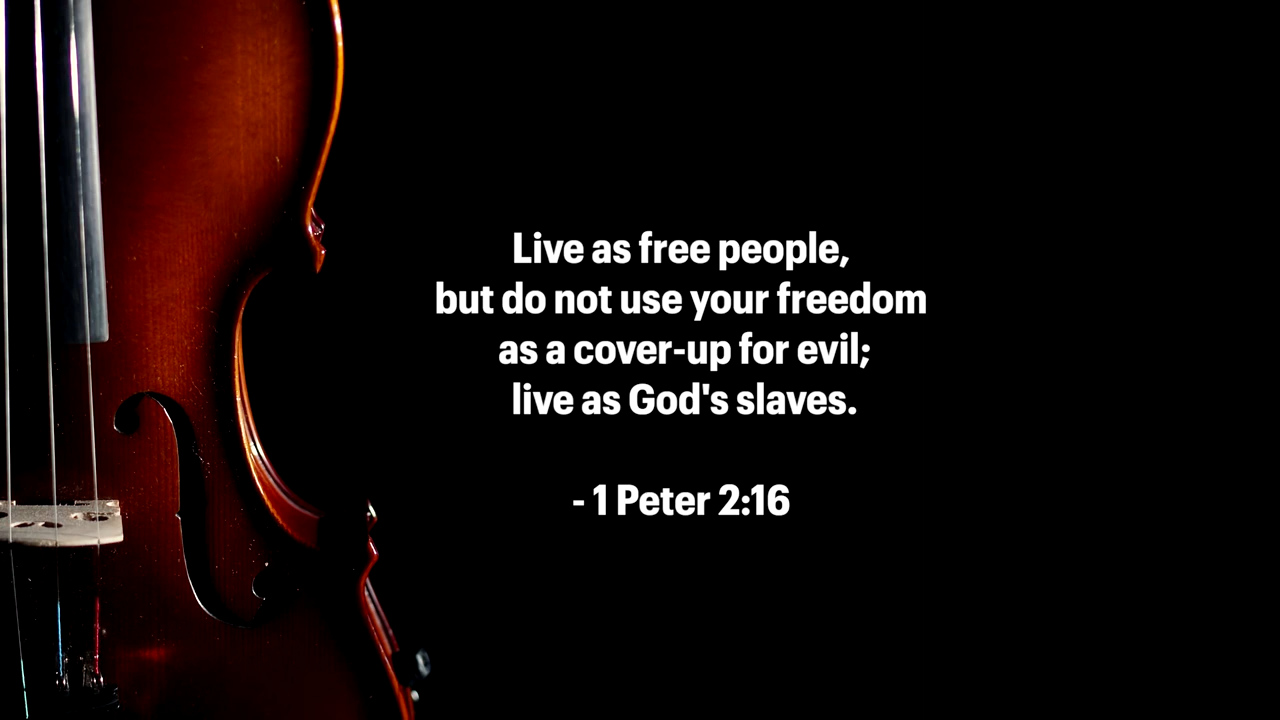 Live as free people,
but do not use your freedom
as a cover-up for evil;
live as God's slaves.
- 1 Peter 2:16